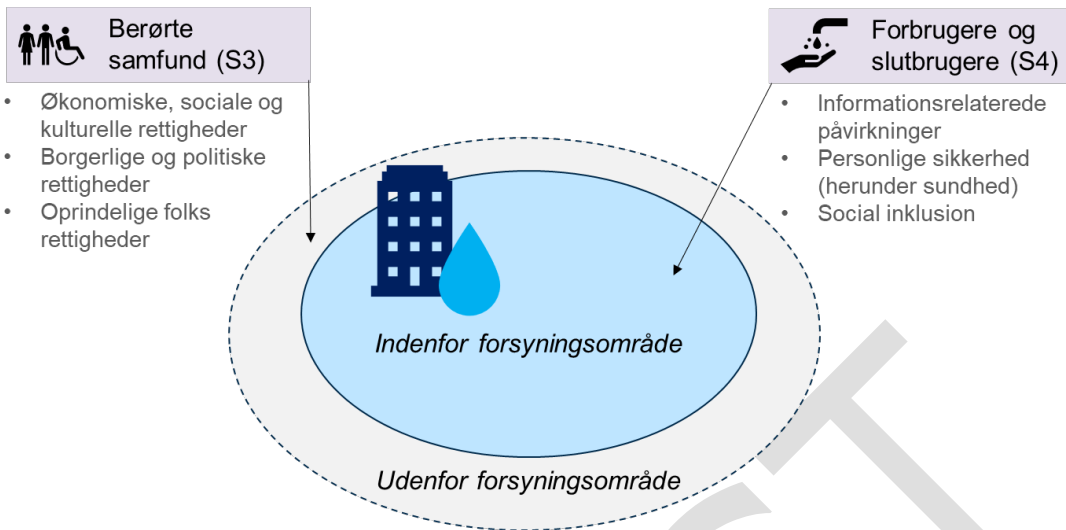 Berørte
samfund (S3)
• Økonomiske, sociale og
kulturelle rettigheder
• Borgerlige og politiske
rettigheder
• Oprindelige folks
rettigheder
Forbrugere og
slutbrugere (S4)
• Informationsrelaterede
påvirkninger
• Personlige sikkerhed
(herunder sundhed)
• Social inklusion
Indenfor forsyningsområde
Udenfor forsyningsområde